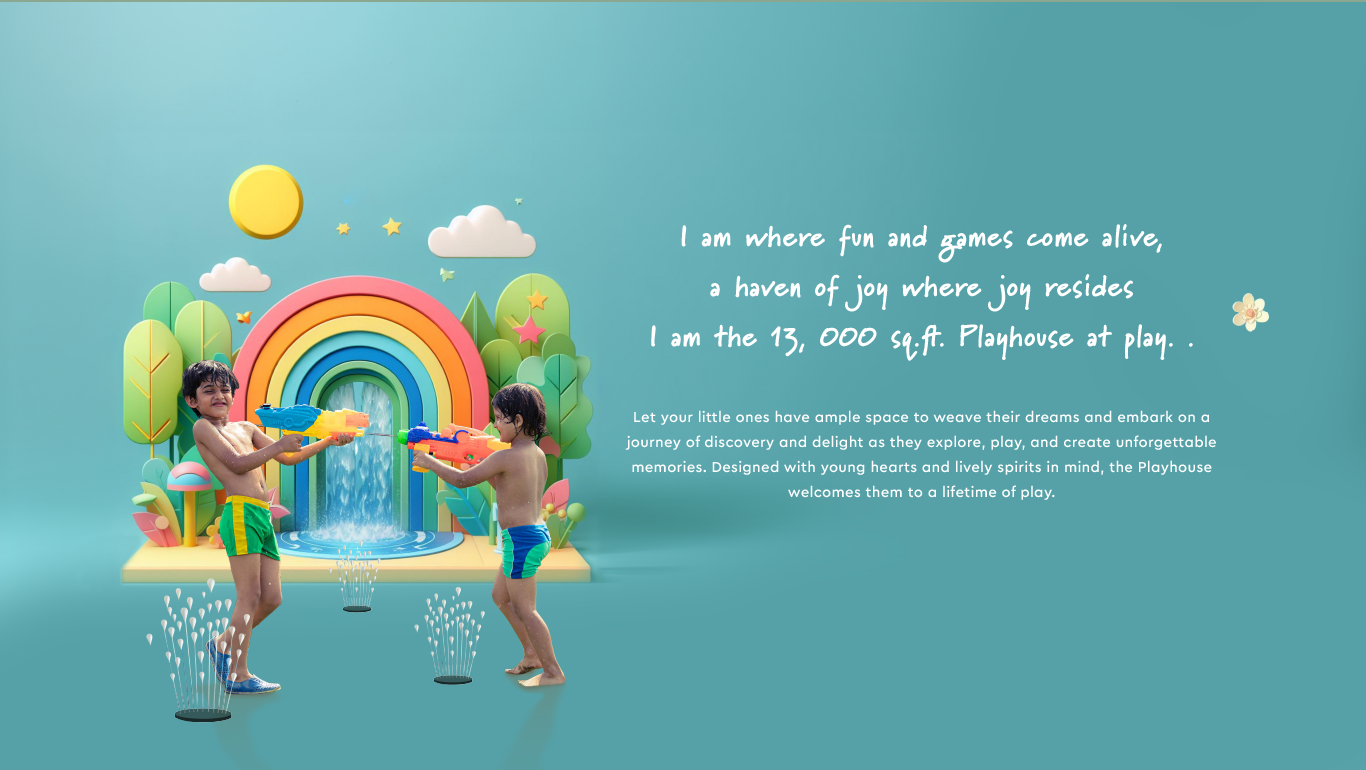 I am where fun and games come alive,
a haven of joy where joy resides
I am the 13, 000 sq.ft. Playhouse at play. .
Let your little ones have ample space to weave their dreams and embark on a
journey of discovery and delight as they explore, play, and create unforgettable
memories. Designed with young hearts and lively spirits in mind, the Playhouse
welcomes them to a lifetime of play.